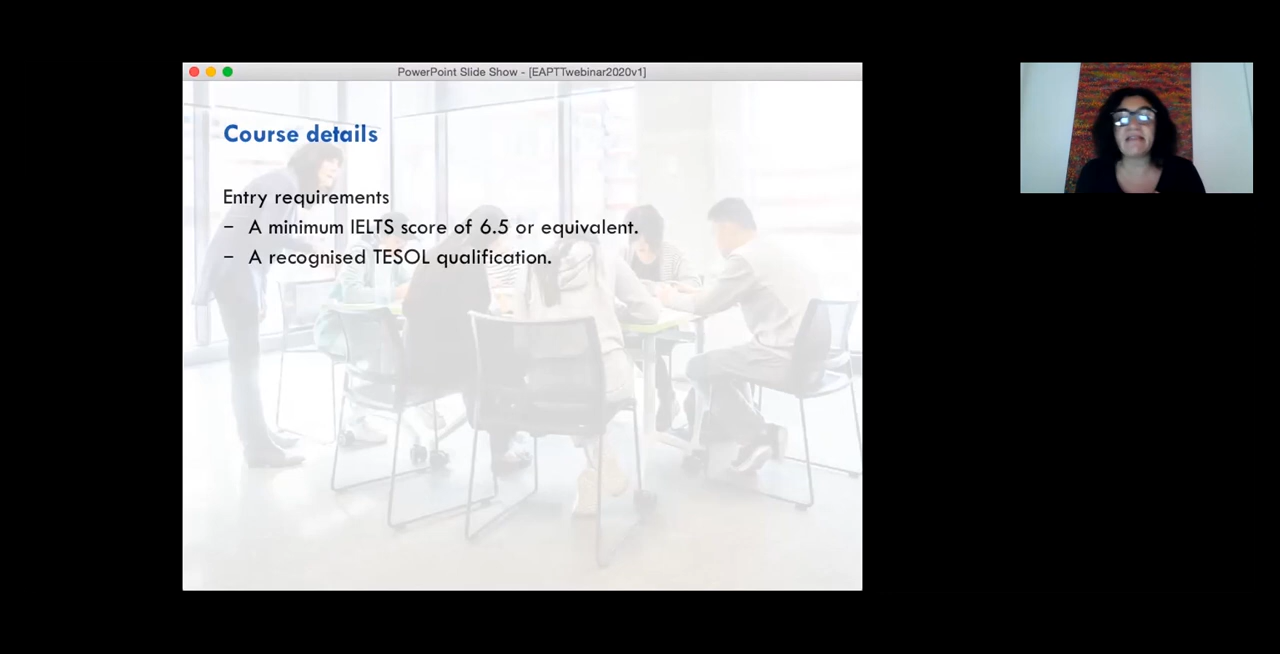 PowerPoint Slide Show - [EAPTTwebinar2020v1]
Course details
Entry requirements
– A minimum IELTS score of 6.5 or equivalent.
– A recognised TESOL qualification.